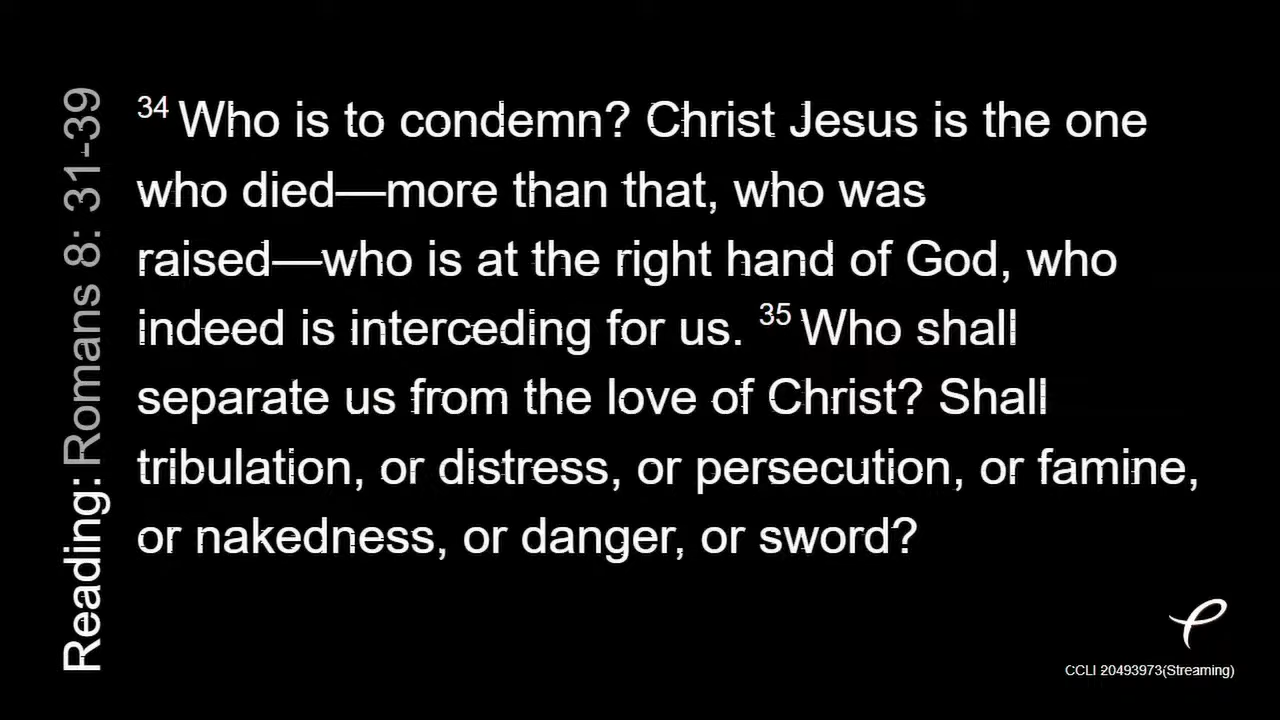 Reading: Romans 8: 31-39
34 Who is to condemn? Christ Jesus is the one
who died—more than that, who was
raised—who is at the right hand of God, who
indeed is interceding for us. 35 Who shall
separate us from the love of Christ? Shall
tribulation, or distress, or persecution, or famine,
or nakedness, or danger, or sword?
CCLI 20493973(Streaming)